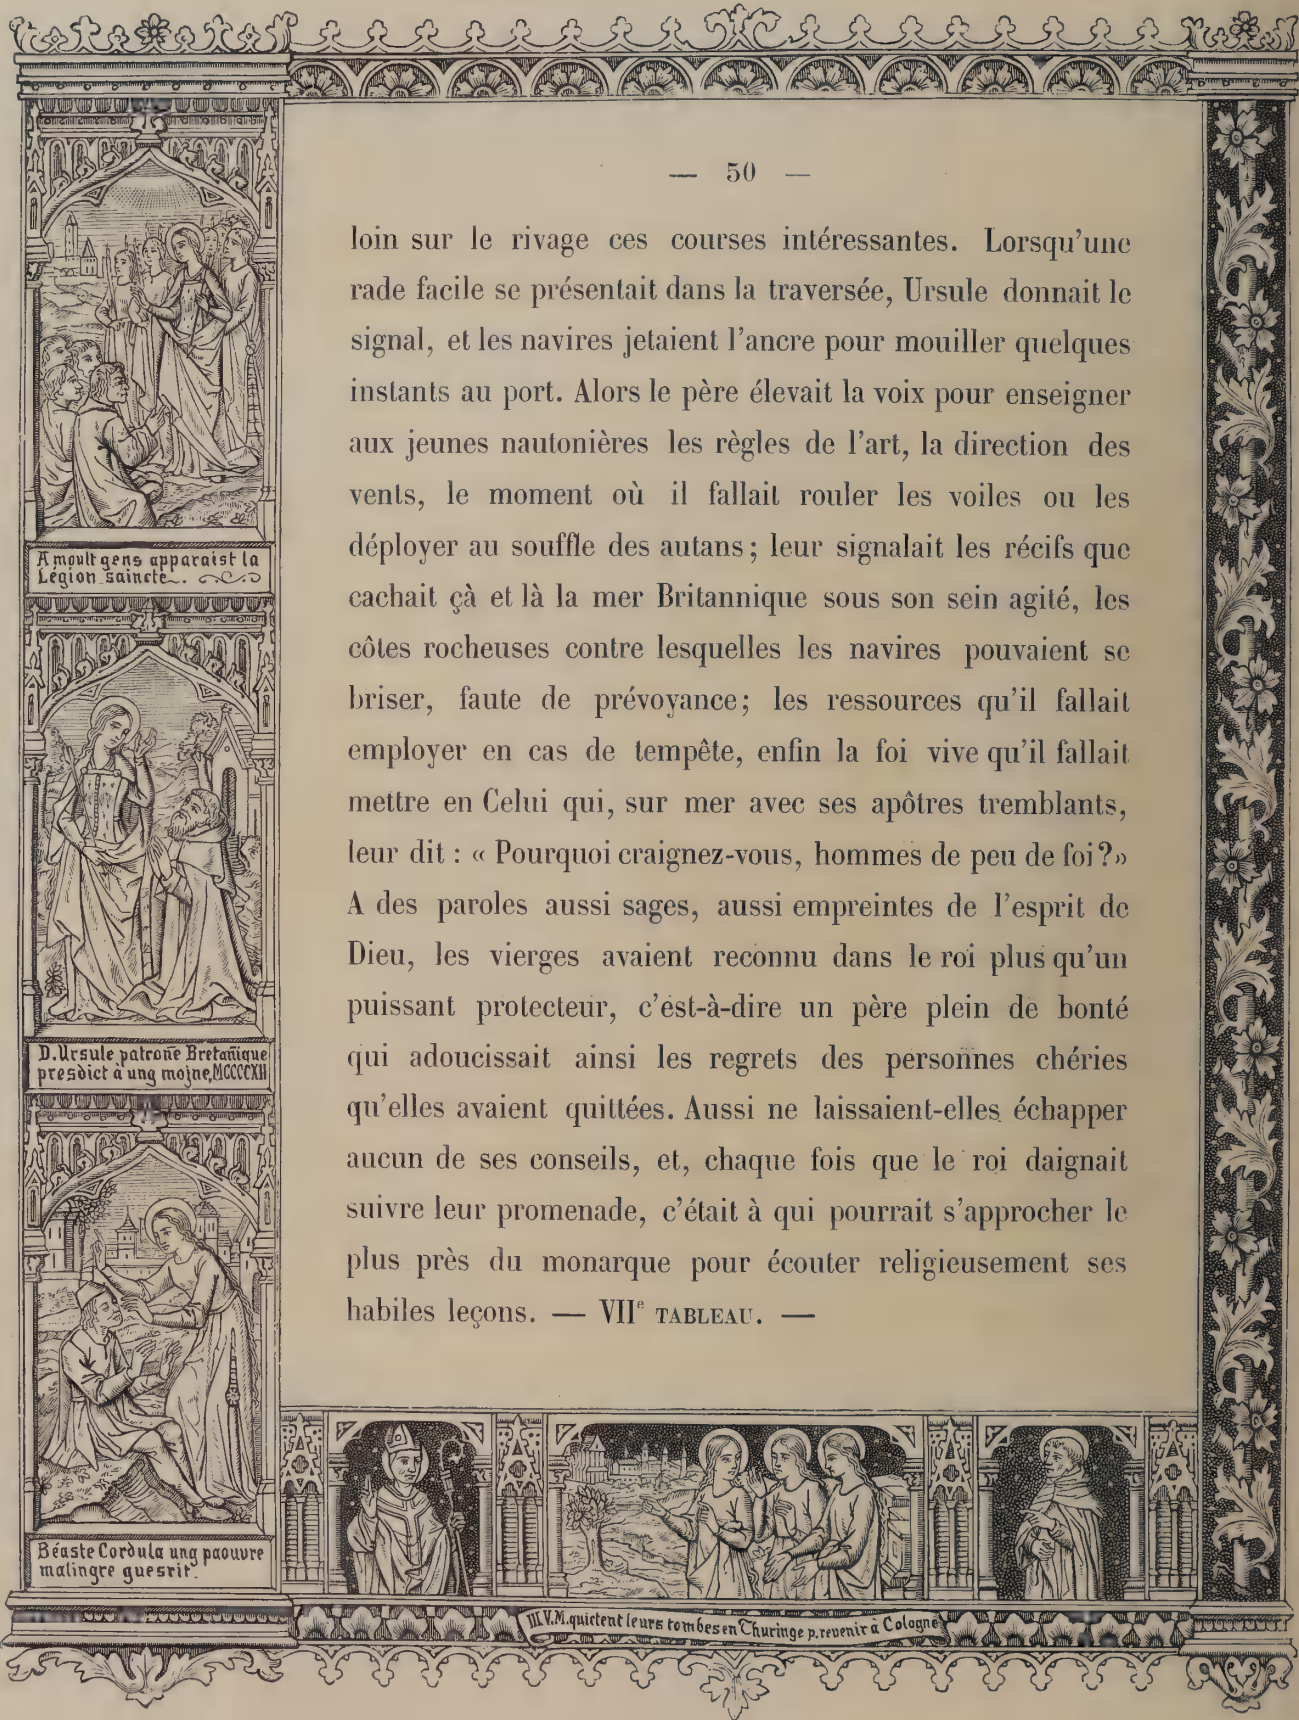 — 50 —
loin sur le rivage ces courses intéressantes. Lorsqu'une
rade facile se présentait dans la traversée, Ursule donnait le
signal, et les navires jetaient l'ancre pour mouiller quelques
instants au port. Alors le père élevait la voix pour enseigner
aux jeunes nautonières les règles de l'art, la direction des
vents, le moment où il fallait rouler les voiles ou les
déployer au souffle des autans; leur signalait les récifs que
cachait çà et là la mer Britannique sous son sein agité, les
côtes rocheuses contre lesquelles les navires pouvaient se
briser, faute de prévoyance; les ressources qu'il fallait
employer en cas de tempête, enfin la foi vive qu'il fallait
mettre en Celui qui, sur mer avec ses apôtres tremblants,
leur dit : « Pourquoi craignez-vous, hommes de peu de foi?»
A des paroles aussi sages, aussi empreintes de l'esprit de
Dieu, les vierges avaient reconnu dans le roi plus qu'un
puissant protecteur, c'est-à-dire un père plein de bonté
qui adoucissait ainsi les regrets des personnes chéries
qu'elles avaient quittées. Aussi ne laissaient-elles échapper
aucun de ses conseils, et, chaque fois que le roi daignait
suivre leur promenade, c'était à qui pourrait s'approcher le
plus près du monarque pour écouter religieusement ses
habiles leçons. — VIIe TABLEAU. —
A moult gens apparaist la
Légion saincte.
D. Ursule patrone Bretanique
presdict à ung mojne, MCCCCXII
Béaste Cordula ung paouvre
malingre guesrit.
III V.M. quictent leurs tombes en Thuringe p. revenir à Cologne